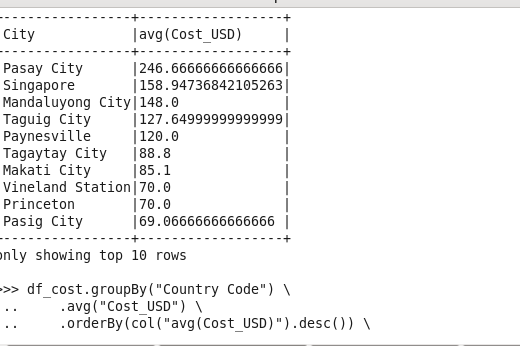 ----------------+------------------+
City            |avg(Cost_USD)     |
----------------+------------------+
Pasay City      |246.66666666666666|
Singapore       |158.94736842105263|
Mandaluyong City|148.0             |
Taguig City     |127.64999999999999|
Paynesville     |120.0             |
Tagaytay City   |88.8              |
Makati City     |85.1              |
Vineland Station|70.0              |
Princeton       |70.0              |
Pasig City      |69.06666666666666 |
----------------+------------------+
only showing top 10 rows
>>> df_cost.groupBy("Country Code") \
..     .avg("Cost_USD") \
..     .orderBy(col("avg(Cost_USD)").desc()) \